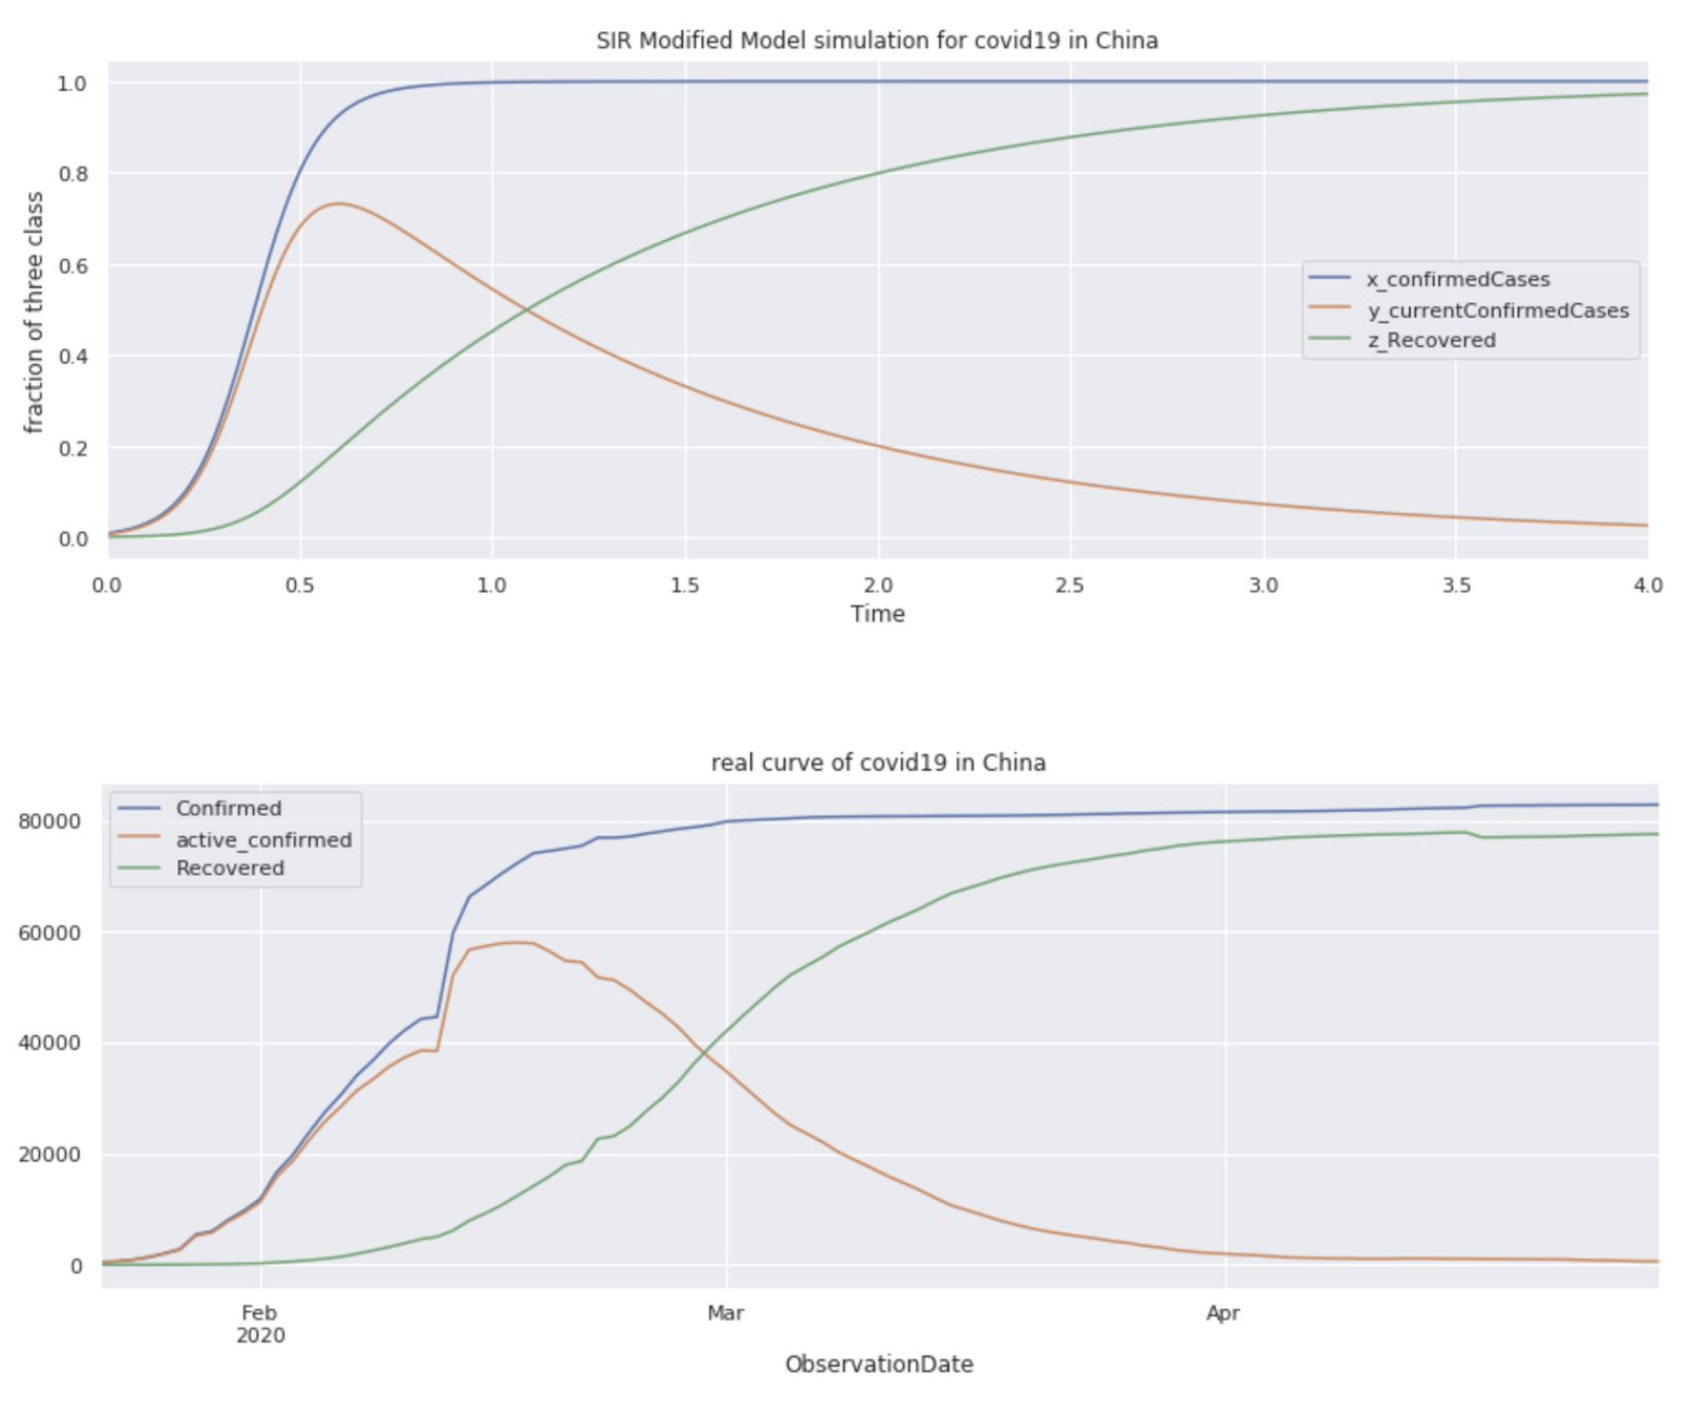 SIR Modified Model simulation for covid19 in China
1.0
0.8
0.6
0.4
0.2
0.0
fraction of three class
x_confirmedCases
y_currentConfirmedCases
z_Recovered
0.0 0.5 1.0 1.5 2.0 2.5 3.0 3.5 4.0
Time
real curve of covid19 in China
Confirmed
active_confirmed
Recovered
80000
60000
40000
20000
0
Feb Mar Apr
2020
ObservationDate